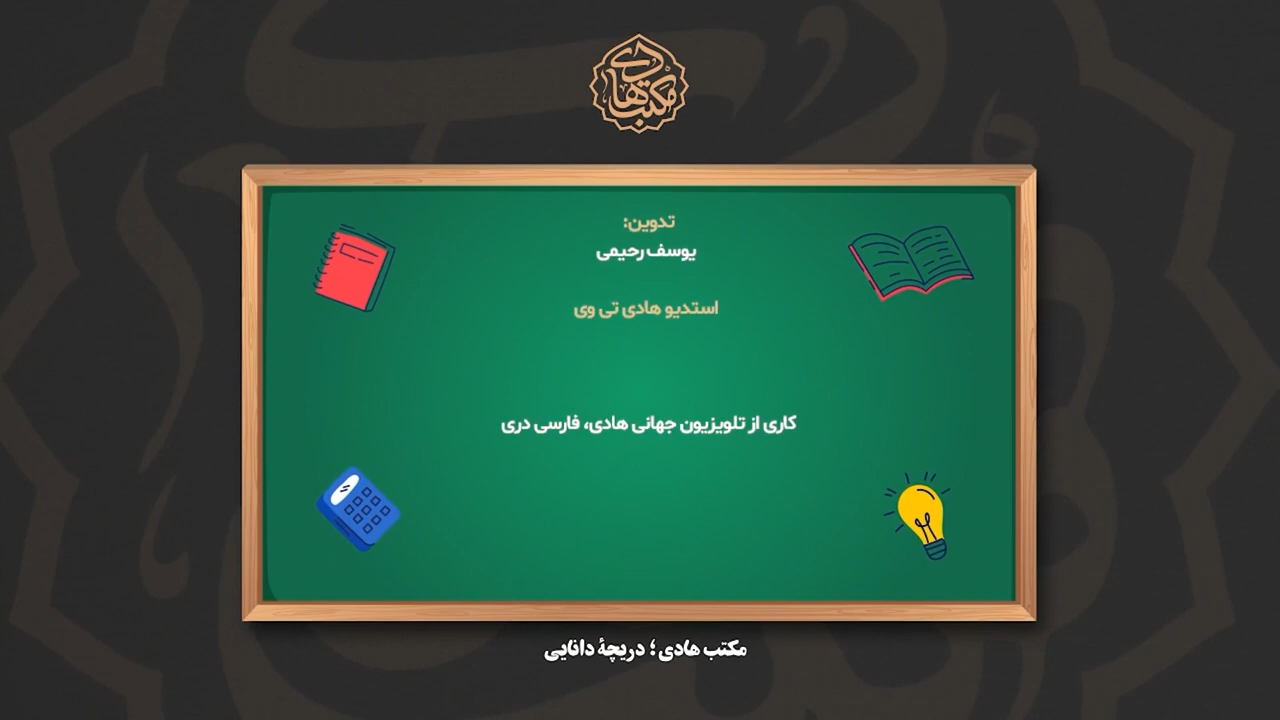 مکتب هادی
تدوین:
یوسف رحیمی
استدیو هادی تی وی
کاری از تلویزیون جهانی هادی، فارسی دری
مکتب هادی؛ دریچهٔ دانایی